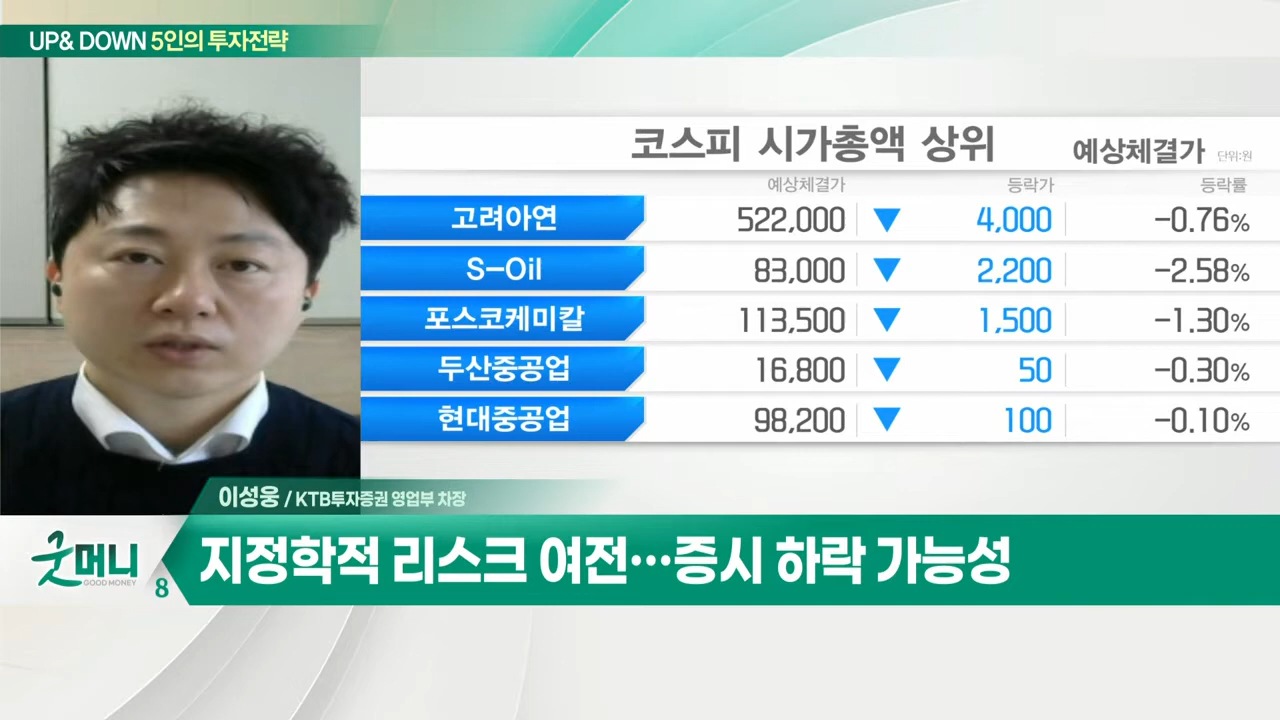 UP& DOWN 5인의 투자전략
코스피 시가총액 상위 예상체결가 단위:원
예상체결가 등락가 등락률
고려아연 522,000 ▼ 4,000 -0.76%
S-Oil 83,000 ▼ 2,200 -2.58%
포스코케미칼 113,500 ▼ 1,500 -1.30%
두산중공업 16,800 ▼ 50 -0.30%
현대중공업 98,200 ▼ 100 -0.10%
이성웅 / KTB투자증권 영업부 차장
굿머니
GOOD MONEY
8
지정학적 리스크 여전…증시 하락 가능성